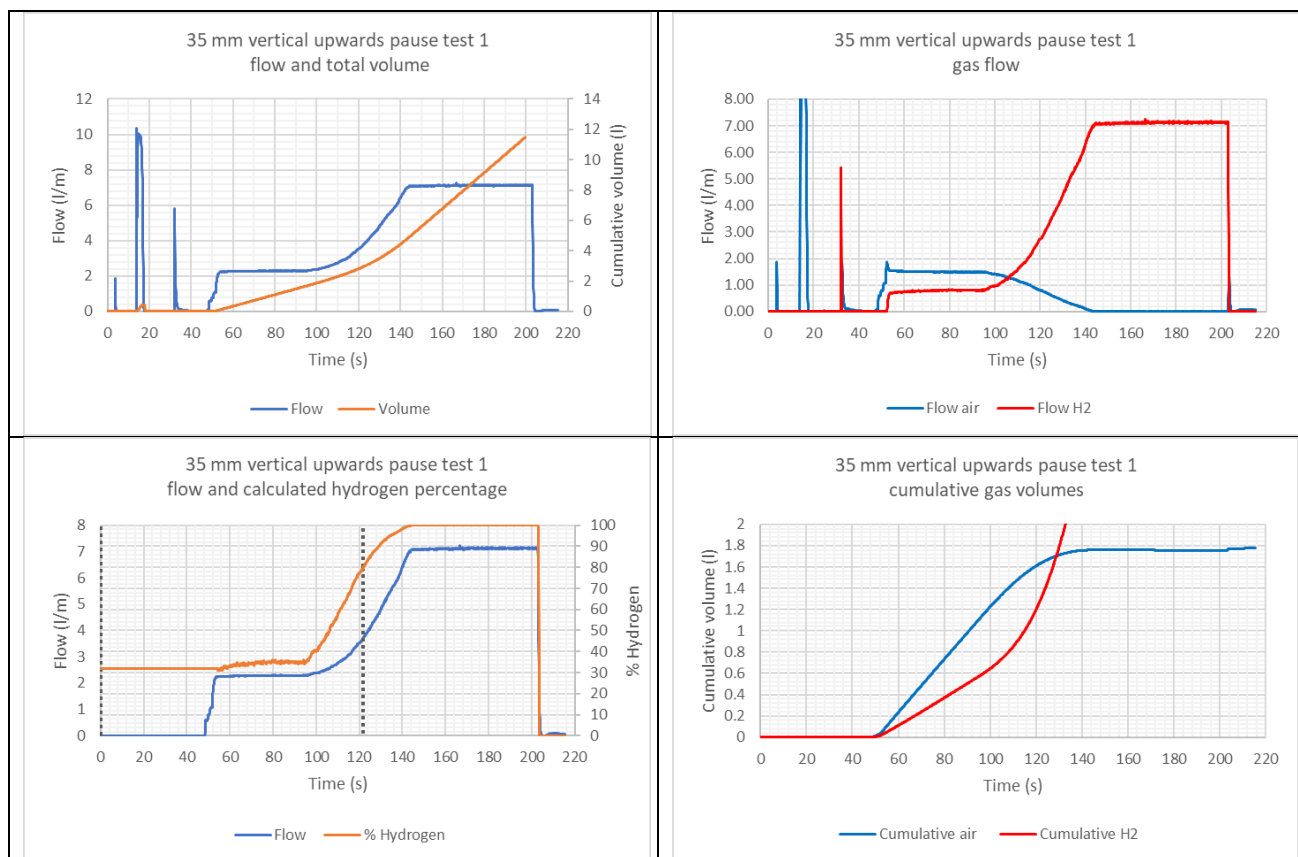 35 mm vertical upwards pause test 1
flow and total volume
12
10
8
6
4
2
0
Flow (l/m)
14
12
10
8
6
4
2
0
Cumulative volume (l)
0 20 40 60 80 100 120 140 160 180 200 220
Time (s)
Flow Volume
35 mm vertical upwards pause test 1
gas flow
8.00
7.00
6.00
5.00
4.00
3.00
2.00
1.00
0.00
Flow (l/m)
0 20 40 60 80 100 120 140 160 180 200 220
Time (s)
Flow air Flow H2
35 mm vertical upwards pause test 1
flow and calculated hydrogen percentage
8
7
6
5
4
3
2
1
0
Flow (l/m)
100
90
80
70
60
50
40
30
20
10
0
% Hydrogen
0 20 40 60 80 100 120 140 160 180 200 220
Time (s)
Flow % Hydrogen
35 mm vertical upwards pause test 1
cumulative gas volumes
2
1.8
1.6
1.4
1.2
1
0.8
0.6
0.4
0.2
0
Cumulative volume (l)
0 20 40 60 80 100 120 140 160 180 200 220
Time (s)
Cumulative air Cumulative H2